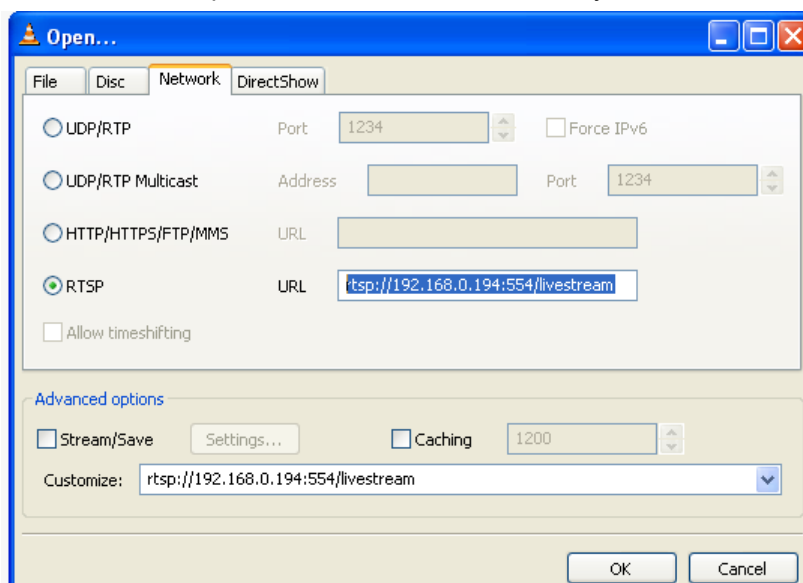 Open...
File Disc Network DirectShow
UDP/RTP Port 1234 Force IPv6
UDP/RTP Multicast Address Port 1234
HTTP/HTTPS/FTP/MMS URL
RTSP URL rtsp://192.168.0.194:554/livestream
Allow timeshifting
Advanced options
Stream/Save Settings... Caching 1200
Customize: rtsp://192.168.0.194:554/livestream
OK Cancel